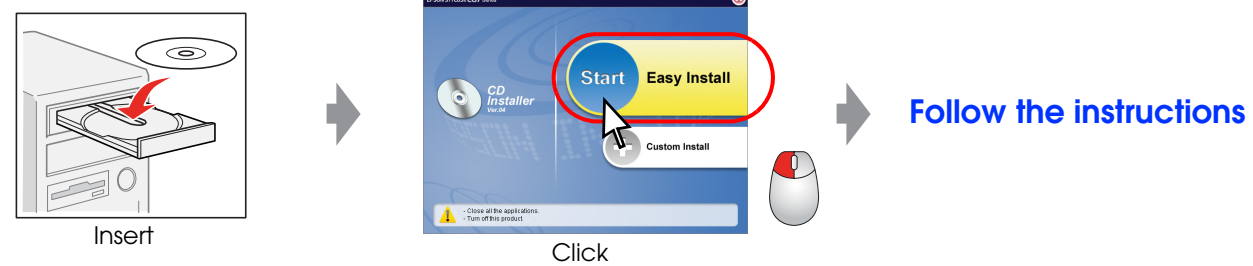 Start
Easy Install
CD
Installer
Ver.04
Custom Install
- Close all the applications.
- Turn off this product.
Insert
Click
Follow the instructions